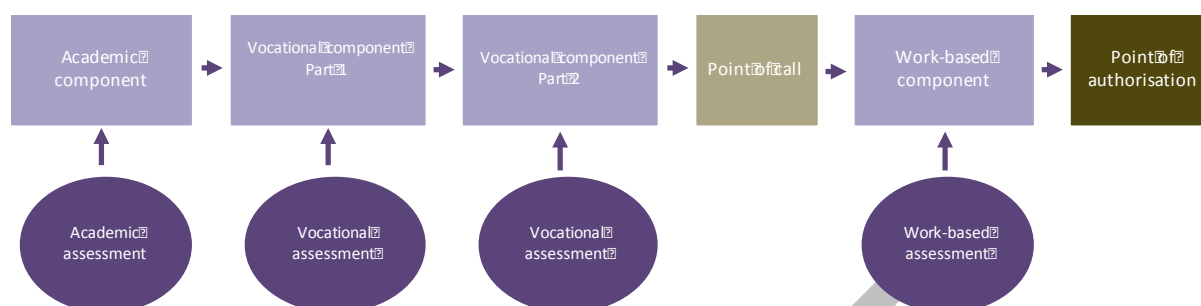 Academic
component
Vocational component
Part 1
Vocational component
Part 2
Point of call
Work-based
component
Point of
authorisation
Academic
assessment
Vocational
assessment
Vocational
assessment
Work-based
assessment